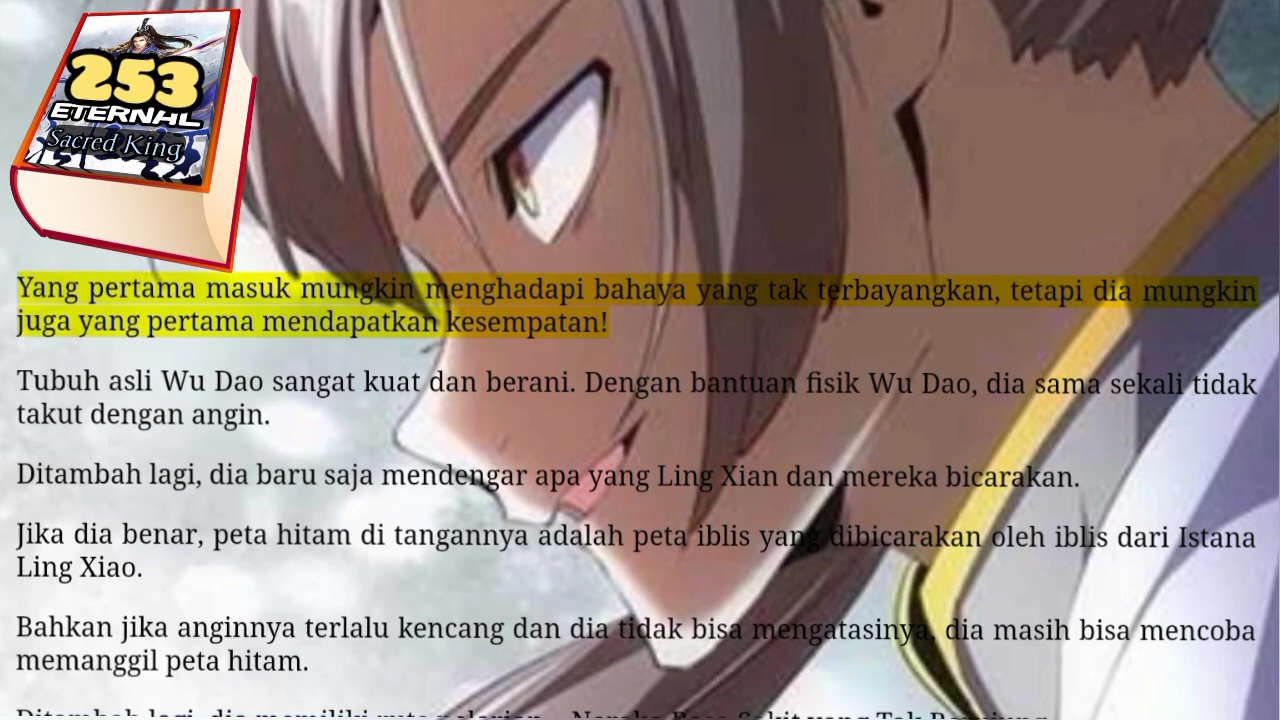 253
ETERNAL
Sacred King
Yang pertama masuk mungkin menghadapi bahaya yang tak terbayangkan, tetapi dia mungkin
juga yang pertama mendapatkan kesempatan!
Tubuh asli Wu Dao sangat kuat dan berani. Dengan bantuan fisik Wu Dao, dia sama sekali tidak
takut dengan angin.
Ditambah lagi, dia baru saja mendengar apa yang Ling Xian dan mereka bicarakan.
Jika dia benar, peta hitam di tangannya adalah peta iblis yang dibicarakan oleh iblis dari Istana
Ling Xiao.
Bahkan jika anginnya terlalu kencang dan dia tidak bisa mengatasinya, dia masih bisa mencoba
memanggil peta hitam.
Ditambah lagi, dia memiliki